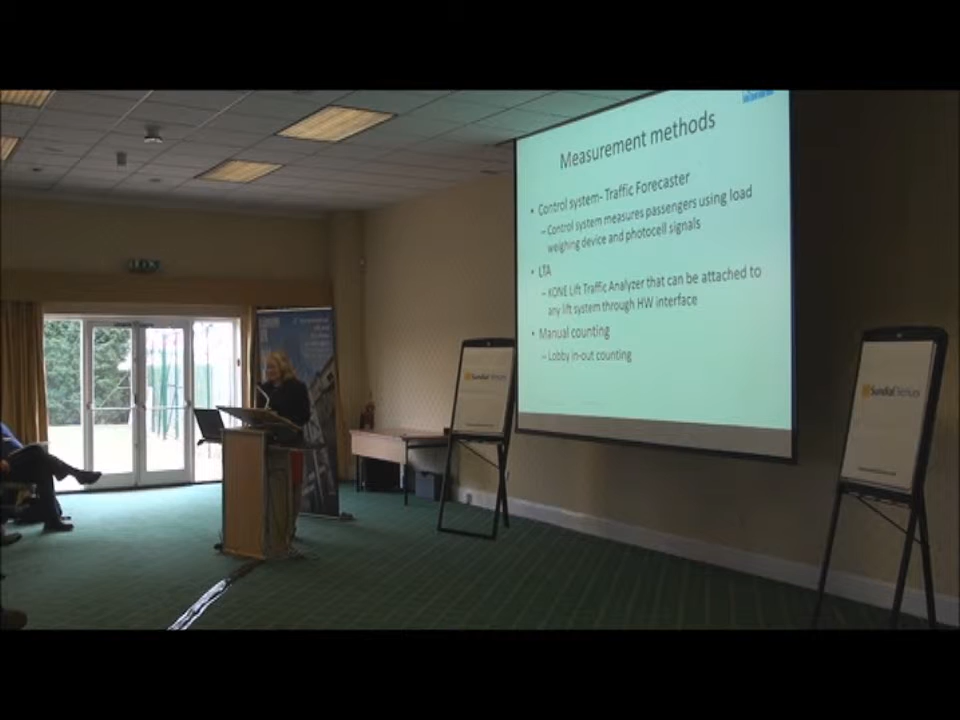 Measurement methods
• Control system- Traffic Forecaster
– Control system measures passengers using load
weighing device and photocell signals
• LTA
– KONE Lift Traffic Analyzer that can be attached to
any lift system through HW interface
• Manual counting
– Lobby in-out counting
Sundial
Sundial